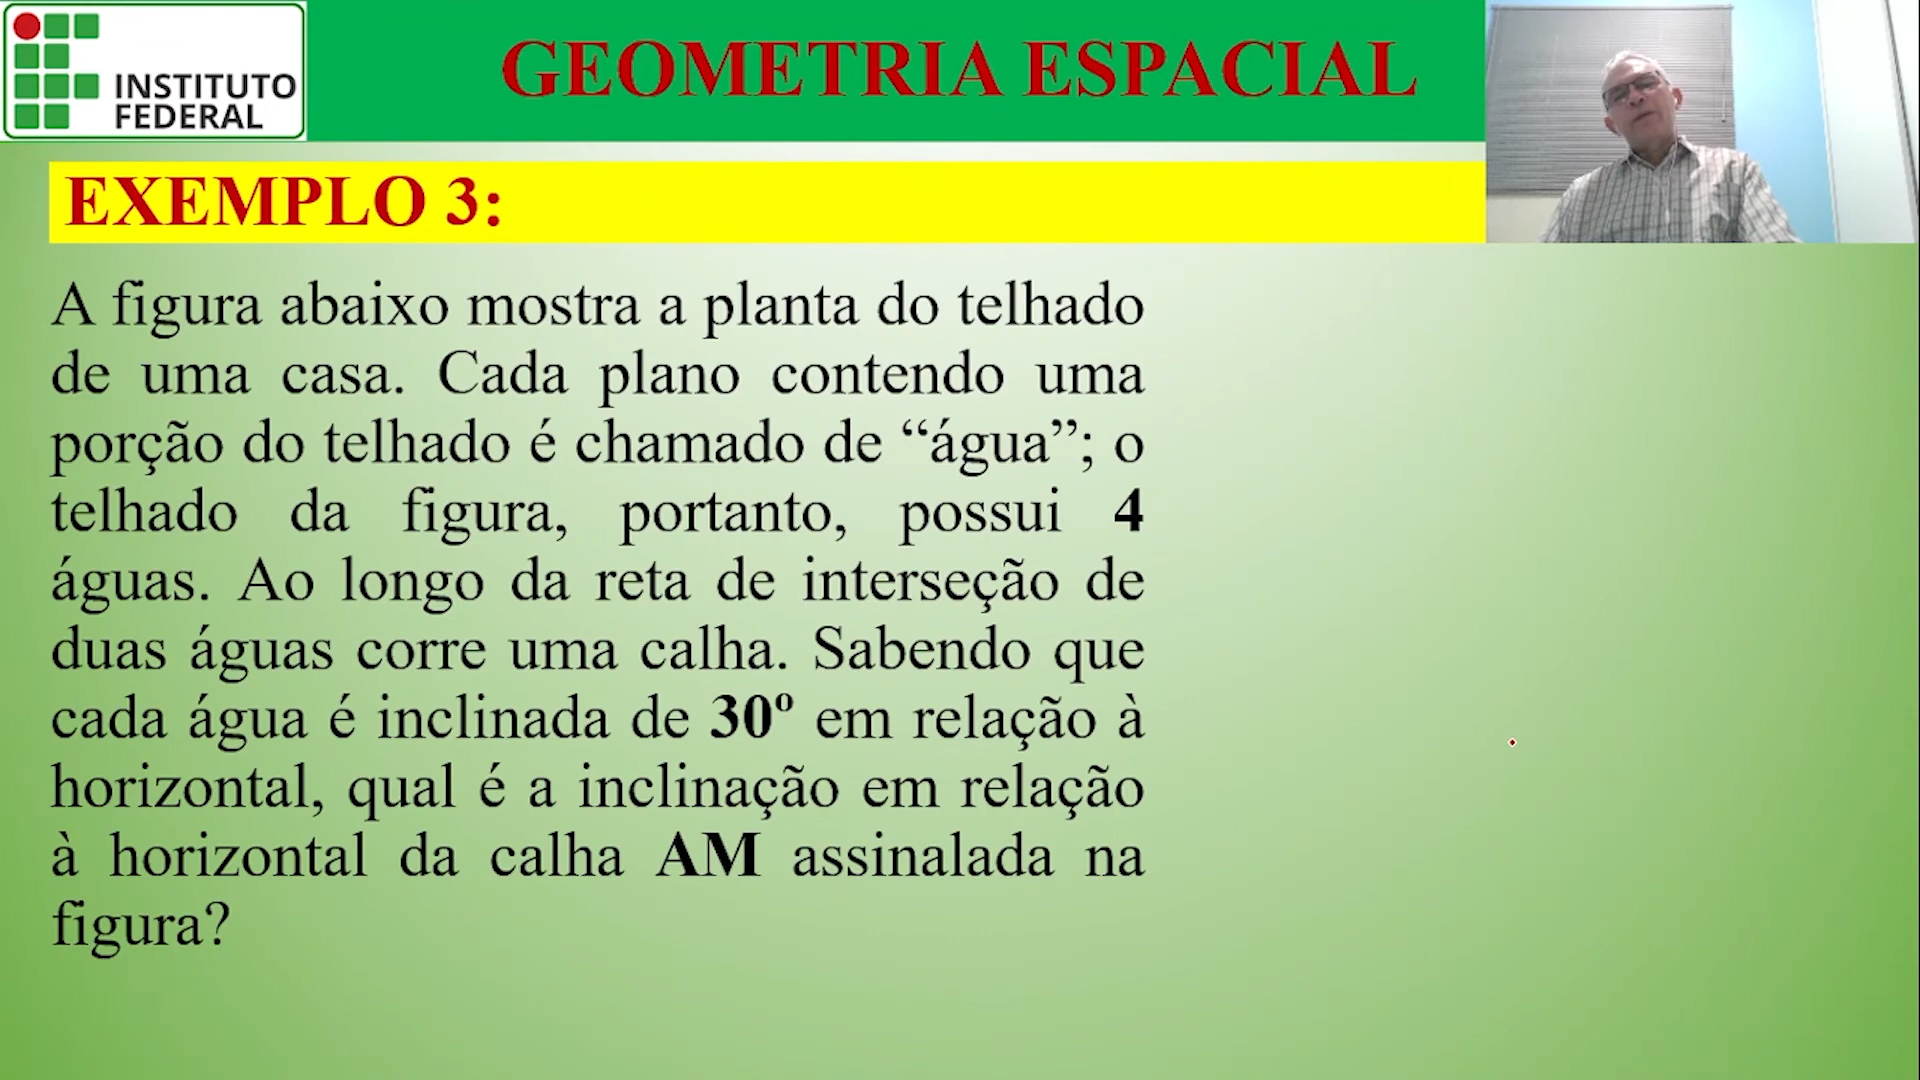 INSTITUTO
FEDERAL
GEOMETRIA ESPACIAL
EXEMPLO 3:
A figura abaixo mostra a planta do telhado
de uma casa. Cada plano contendo uma
porção do telhado é chamado de “água”; o
telhado da figura, portanto, possui 4
águas. Ao longo da reta de interseção de
duas águas corre uma calha. Sabendo que
cada água é inclinada de 30º em relação à
horizontal, qual é a inclinação em relação
à horizontal da calha AM assinalada na
figura?